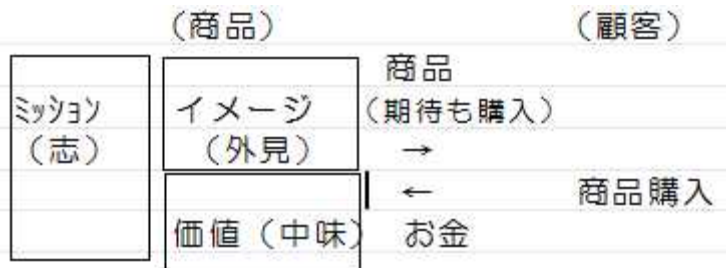 （商品） （顧客）
商品
ﾐｯｼｮﾝ イメージ （期待も購入）
（志） （外見） →
← 商品購入
価値（中味） お金